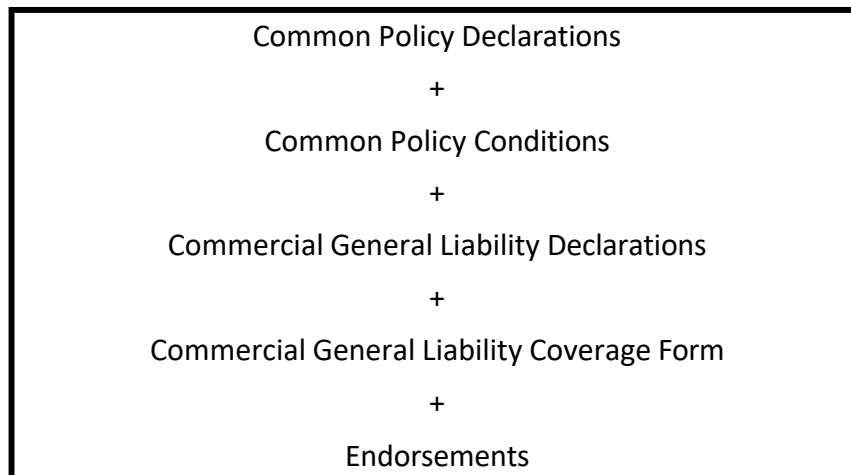 Common Policy Declarations
+
Common Policy Conditions
+
Commercial General Liability Declarations
+
Commercial General Liability Coverage Form
+
Endorsements